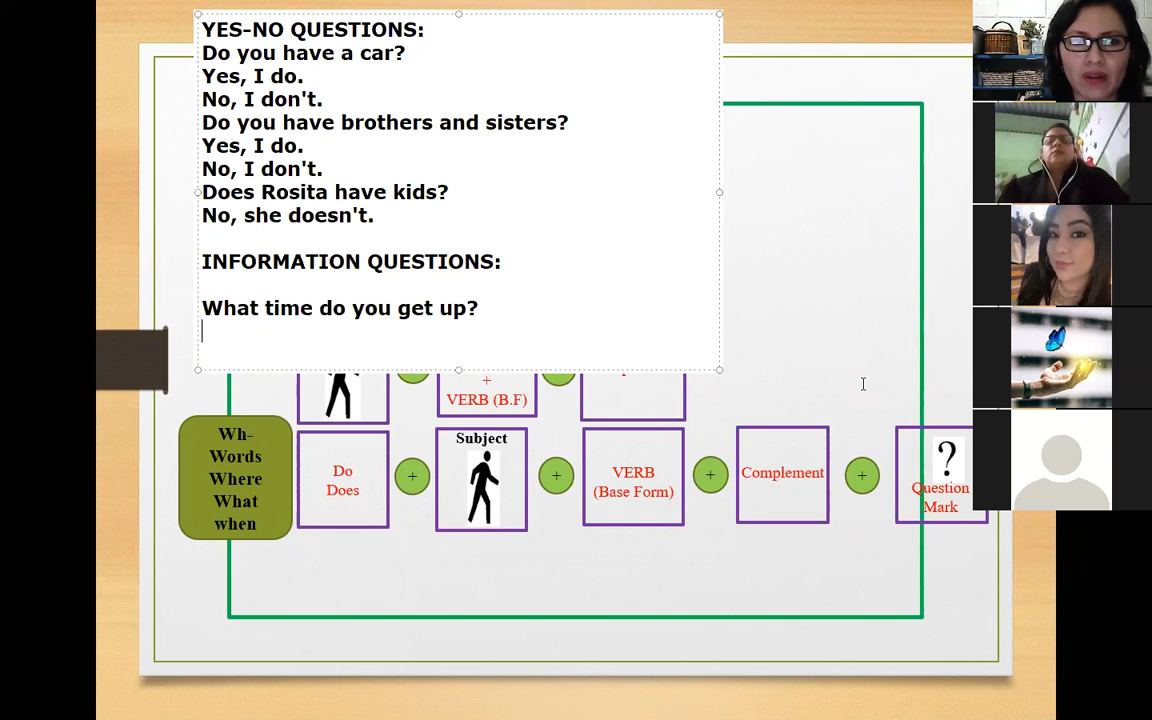 YES-NO QUESTIONS:
Do you have a car?
Yes, I do.
No, I don't.
Do you have brothers and sisters?
Yes, I do.
No, I don't.
Does Rosita have kids?
No, she doesn't.
INFORMATION QUESTIONS:
What time do you get up?
+
VERB (B.F)
Wh-
Words
Where
What
when
Do
Does
+
Subject
+
VERB
(Base Form)
+
Complement
+
?
Question
Mark